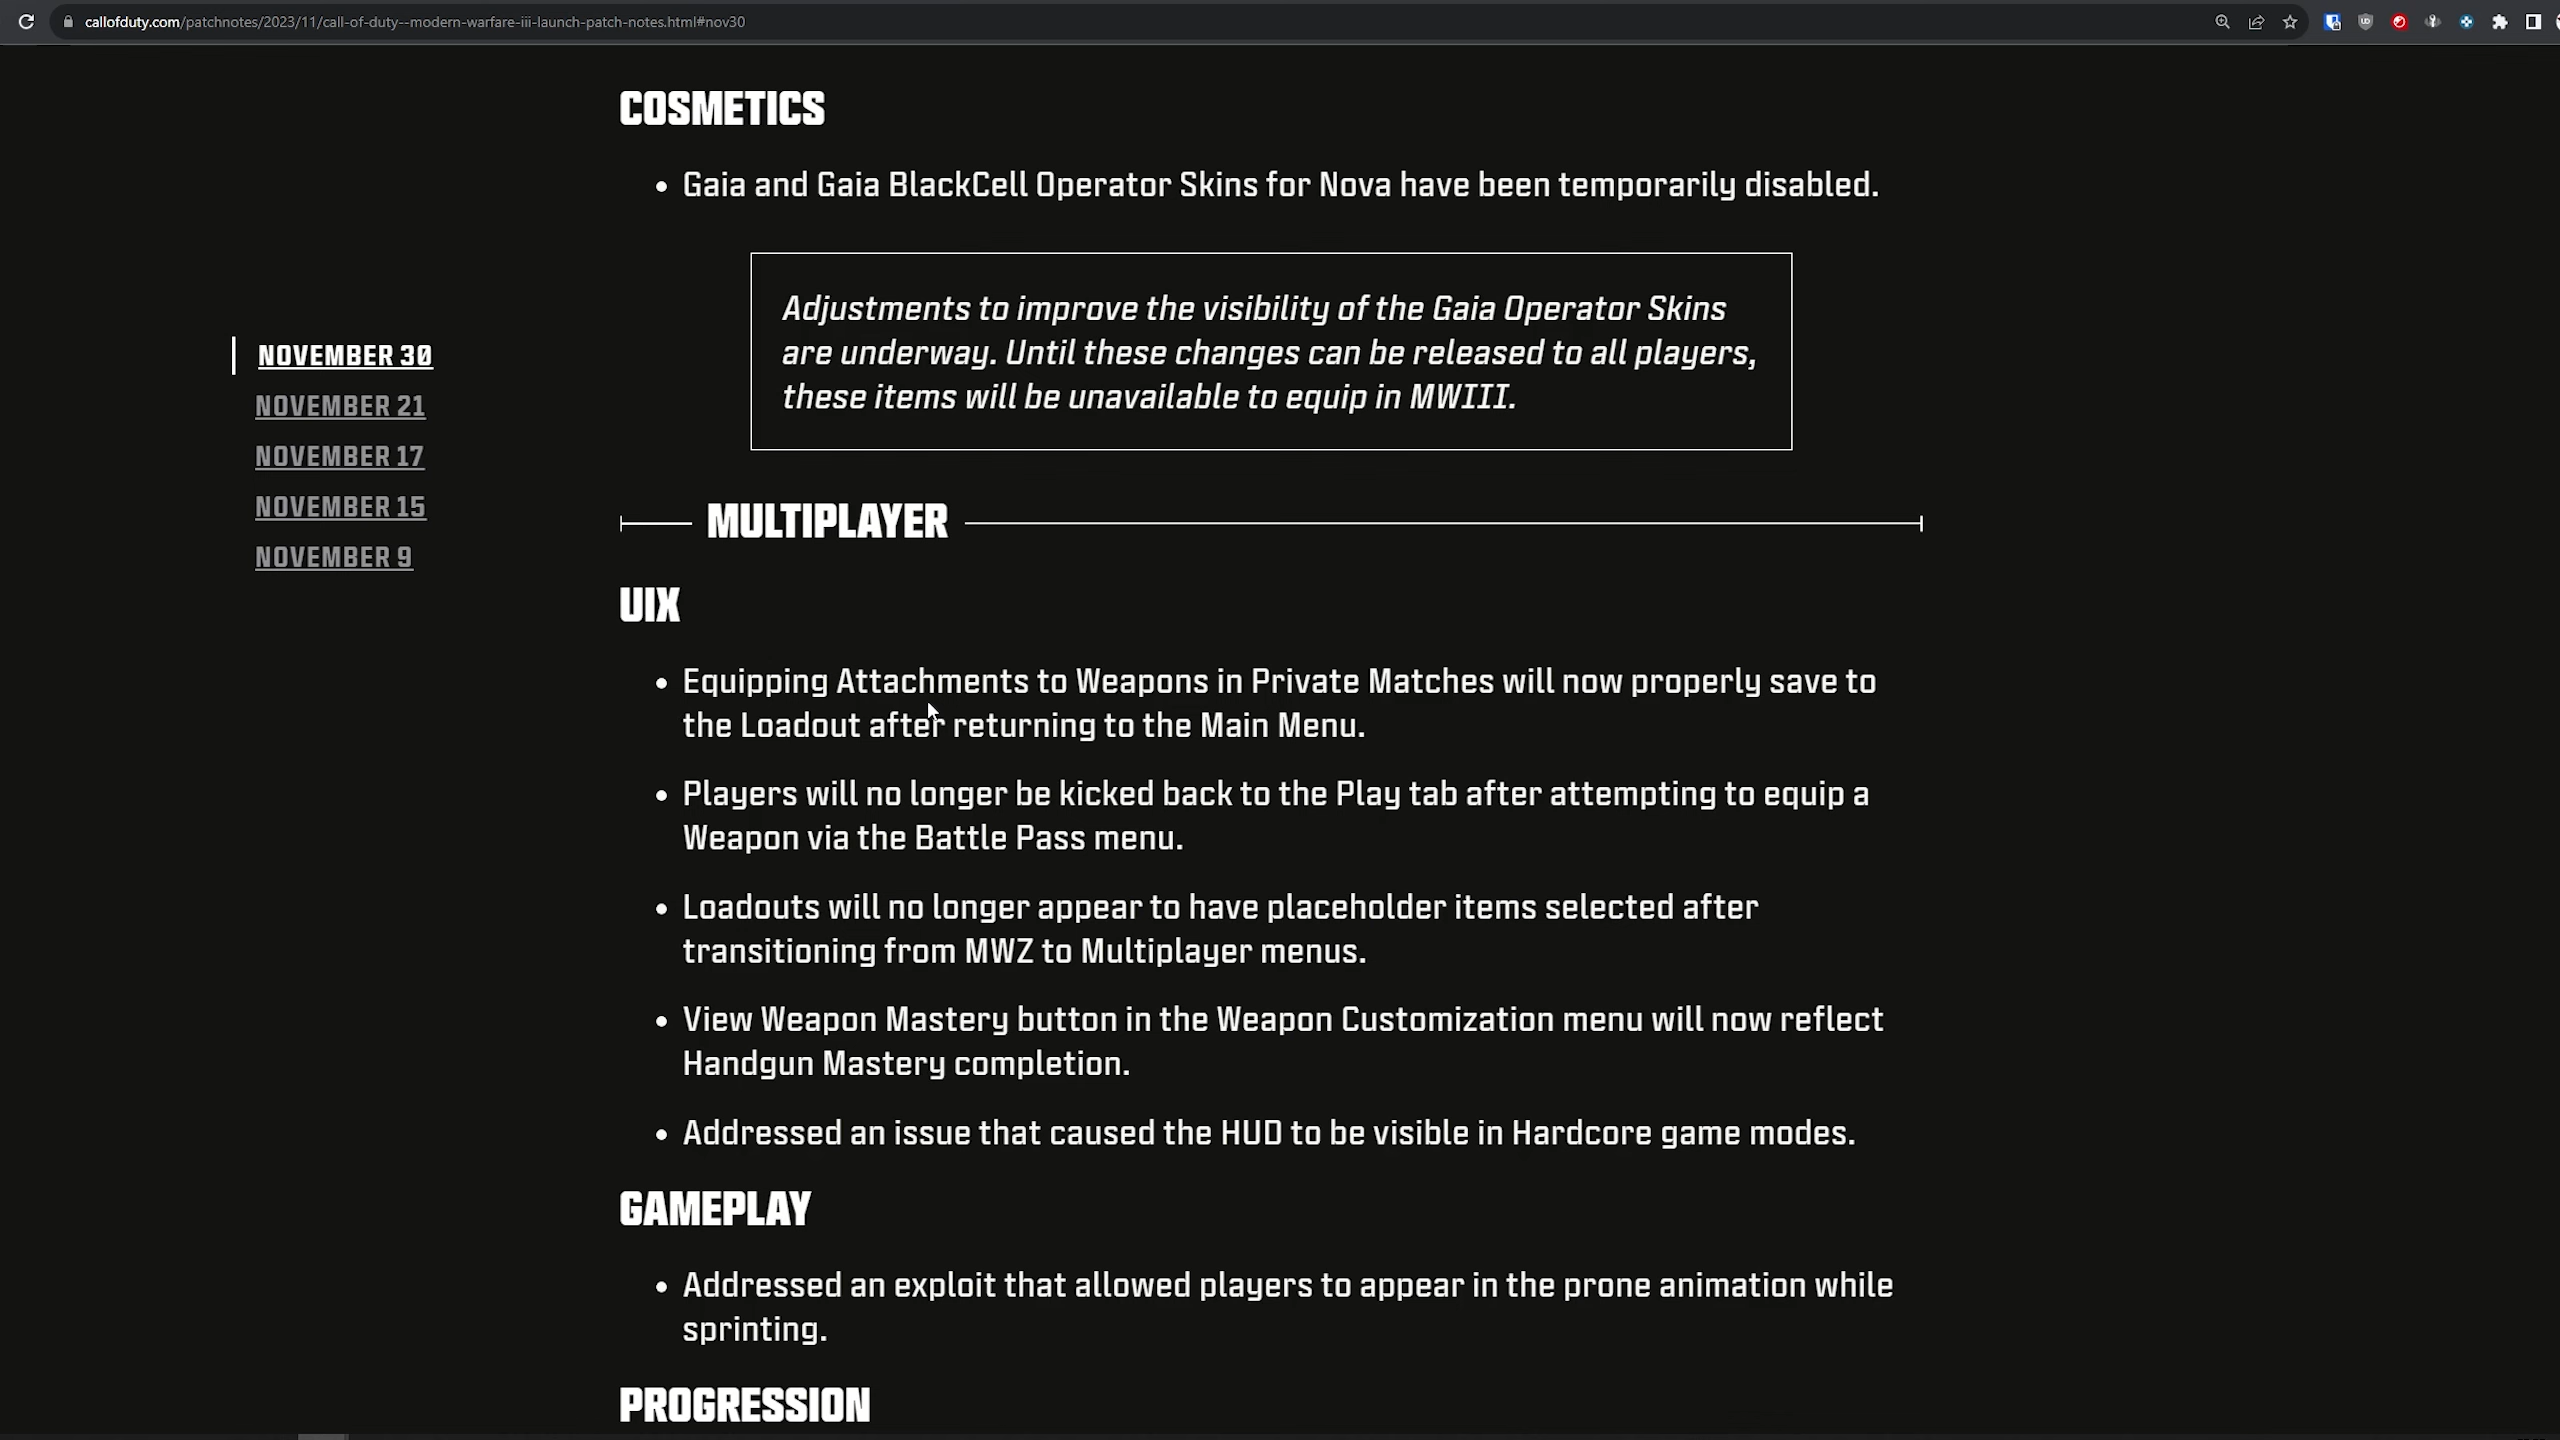 callofduty.com/patchnotes/2023/11/call-of-duty--modern-warfare-iii-launch-patch-notes.html#nov30
COSMETICS
Gaia and Gaia BlackCell Operator Skins for Nova have been temporarily disabled.
Adjustments to improve the visibility of the Gaia Operator Skins
are underway. Until these changes can be released to all players,
these items will be unavailable to equip in MWIII.
NOVEMBER 30
NOVEMBER 21
NOVEMBER 17
NOVEMBER 15
NOVEMBER 9
MULTIPLAYER
UIX
Equipping Attachments to Weapons in Private Matches will now properly save to
the Loadout after returning to the Main Menu.
Players will no longer be kicked back to the Play tab after attempting to equip a
Weapon via the Battle Pass menu.
Loadouts will no longer appear to have placeholder items selected after
transitioning from MWZ to Multiplayer menus.
View Weapon Mastery button in the Weapon Customization menu will now reflect
Handgun Mastery completion.
Addressed an issue that caused the HUD to be visible in Hardcore game modes.
GAMEPLAY
Addressed an exploit that allowed players to appear in the prone animation while
sprinting.
PROGRESSION